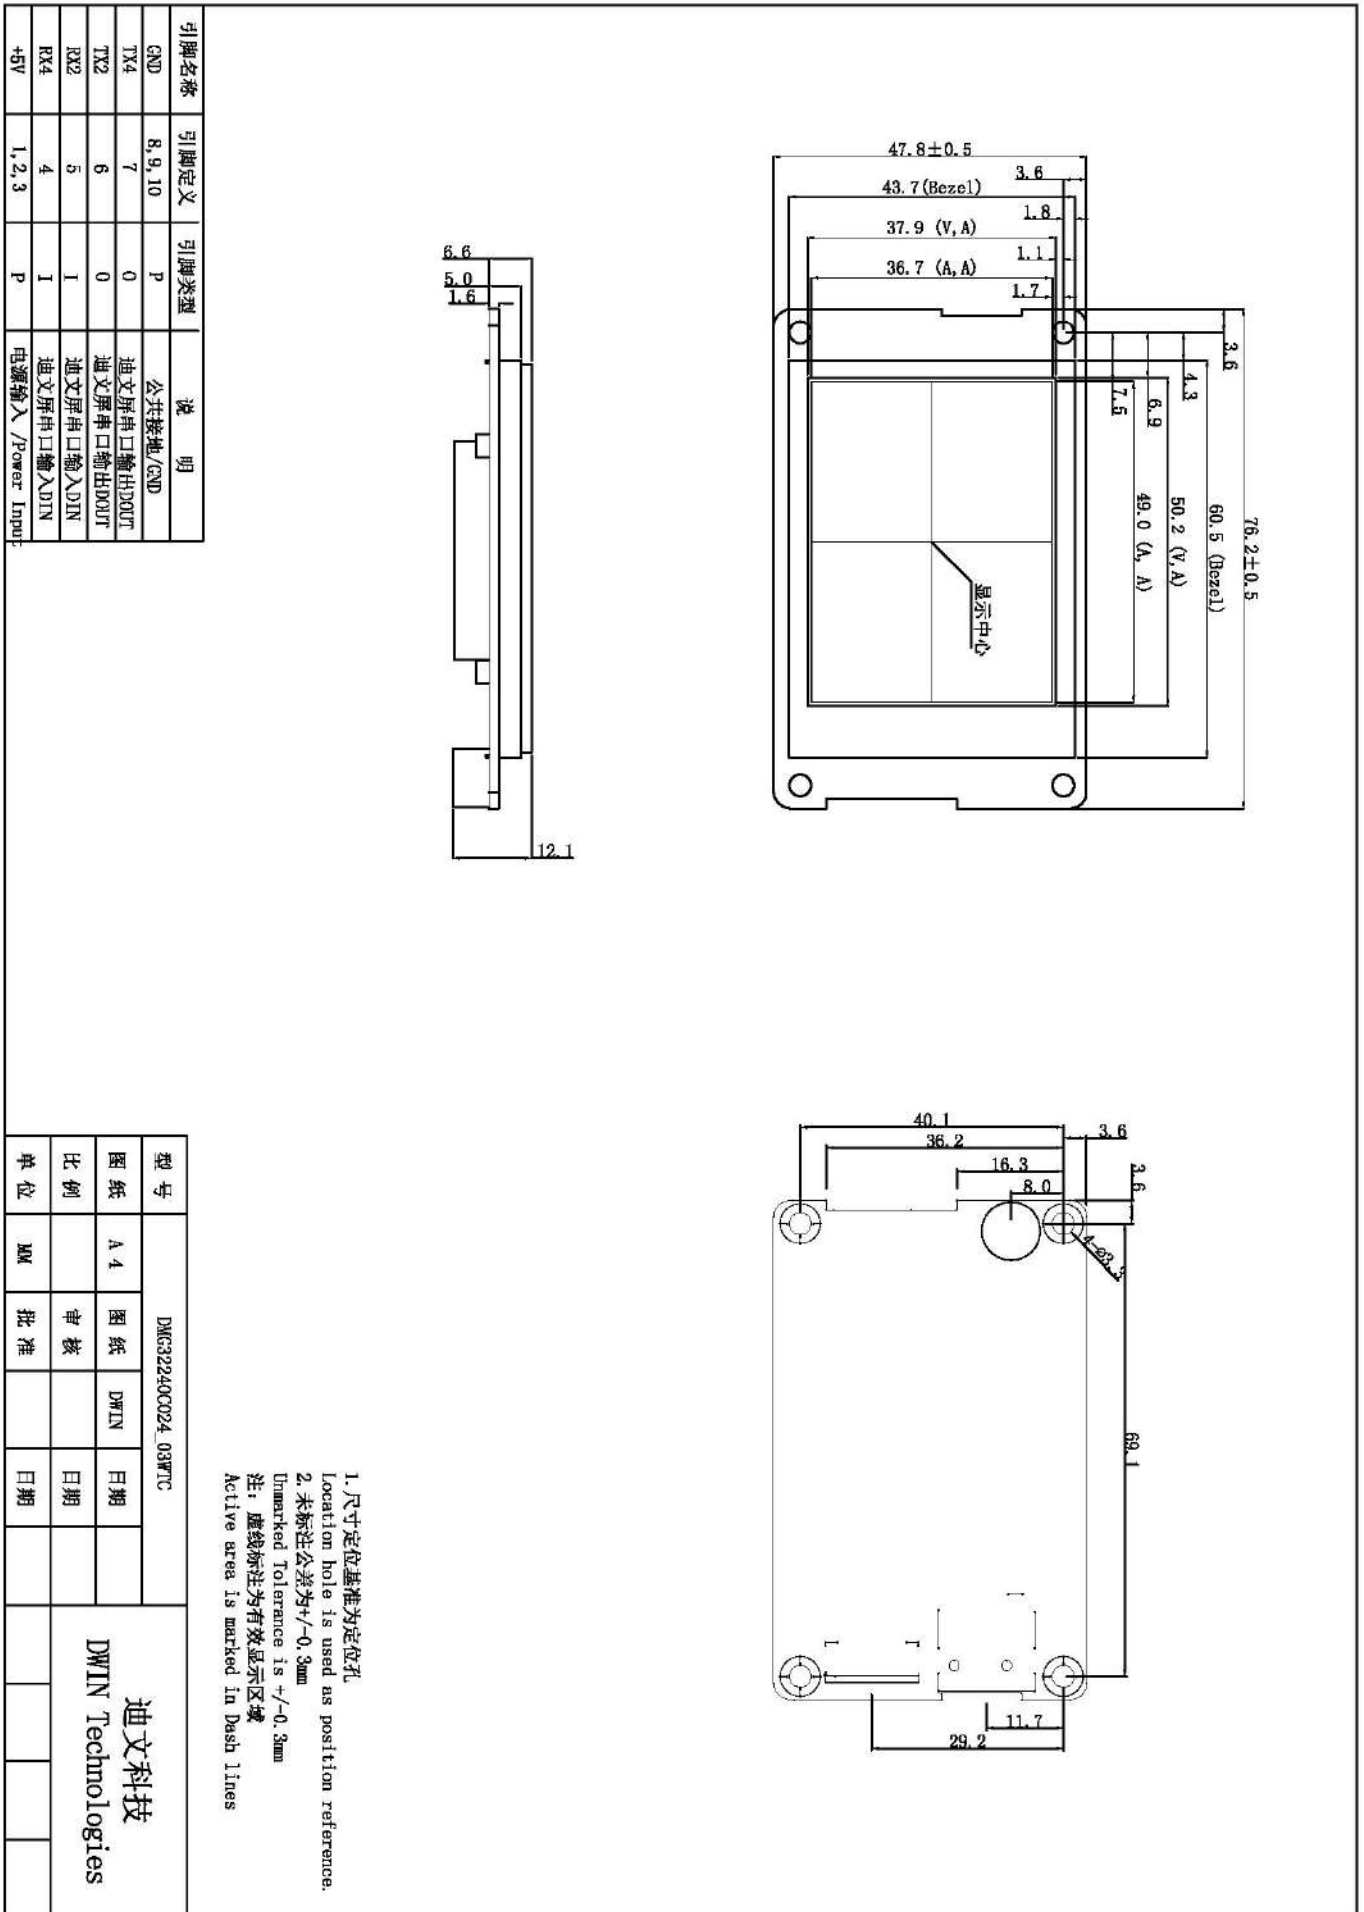 47.8±0.5
3.6
43.7(Bezel)
1.8
37.9 (V,A)
1.1
36.7 (A,A)
1.7
3.6
4.3
6.9
7.5
76.2±0.5
60.5 (Bezel)
50.2 (V,A)
49.0 (A, A)
显示中心
6.6
5.0
1.6
12.1
40.1
3.6
36.2
16.3
3.6
8.0
4-⌀3.3
69.1
11.7
29.2
1.尺寸定位基准为定位孔
Location hole is used as position reference.
2.未标注公差为+/-0.3mm
Unmarked Tolerance is +/-0.3mm
注：虚线标注为有效显示区域
Active area is marked in Dash lines
引脚名称 引脚定义 引脚类型 说 明
GND 8,9,10 P 公共接地/GND
TX4 7 O 迪文屏串口输出DOUT
TX2 6 O 迪文屏串口输出DOUT
RX2 5 I 迪文屏串口输入DIN
RX4 4 I 迪文屏串口输入DIN
+5V 1,2,3 P 电源输入 /Power Input
型号 DMG32240C024_03WTC
图纸 A4 图纸 DWIN 日期
比例 审核 日期
单位 MM 批准 日期
迪文科技
DWIN Technologies